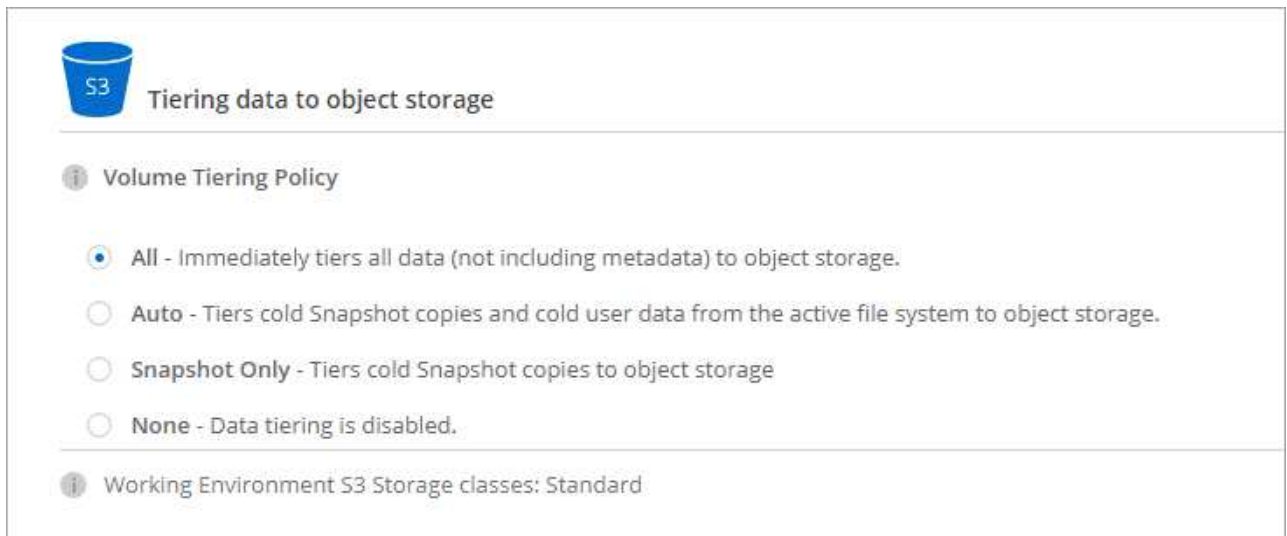 S3
Tiering data to object storage
Volume Tiering Policy
All - Immediately tiers all data (not including metadata) to object storage.
Auto - Tiers cold Snapshot copies and cold user data from the active file system to object storage.
Snapshot Only - Tiers cold Snapshot copies to object storage
None - Data tiering is disabled.
Working Environment S3 Storage classes: Standard